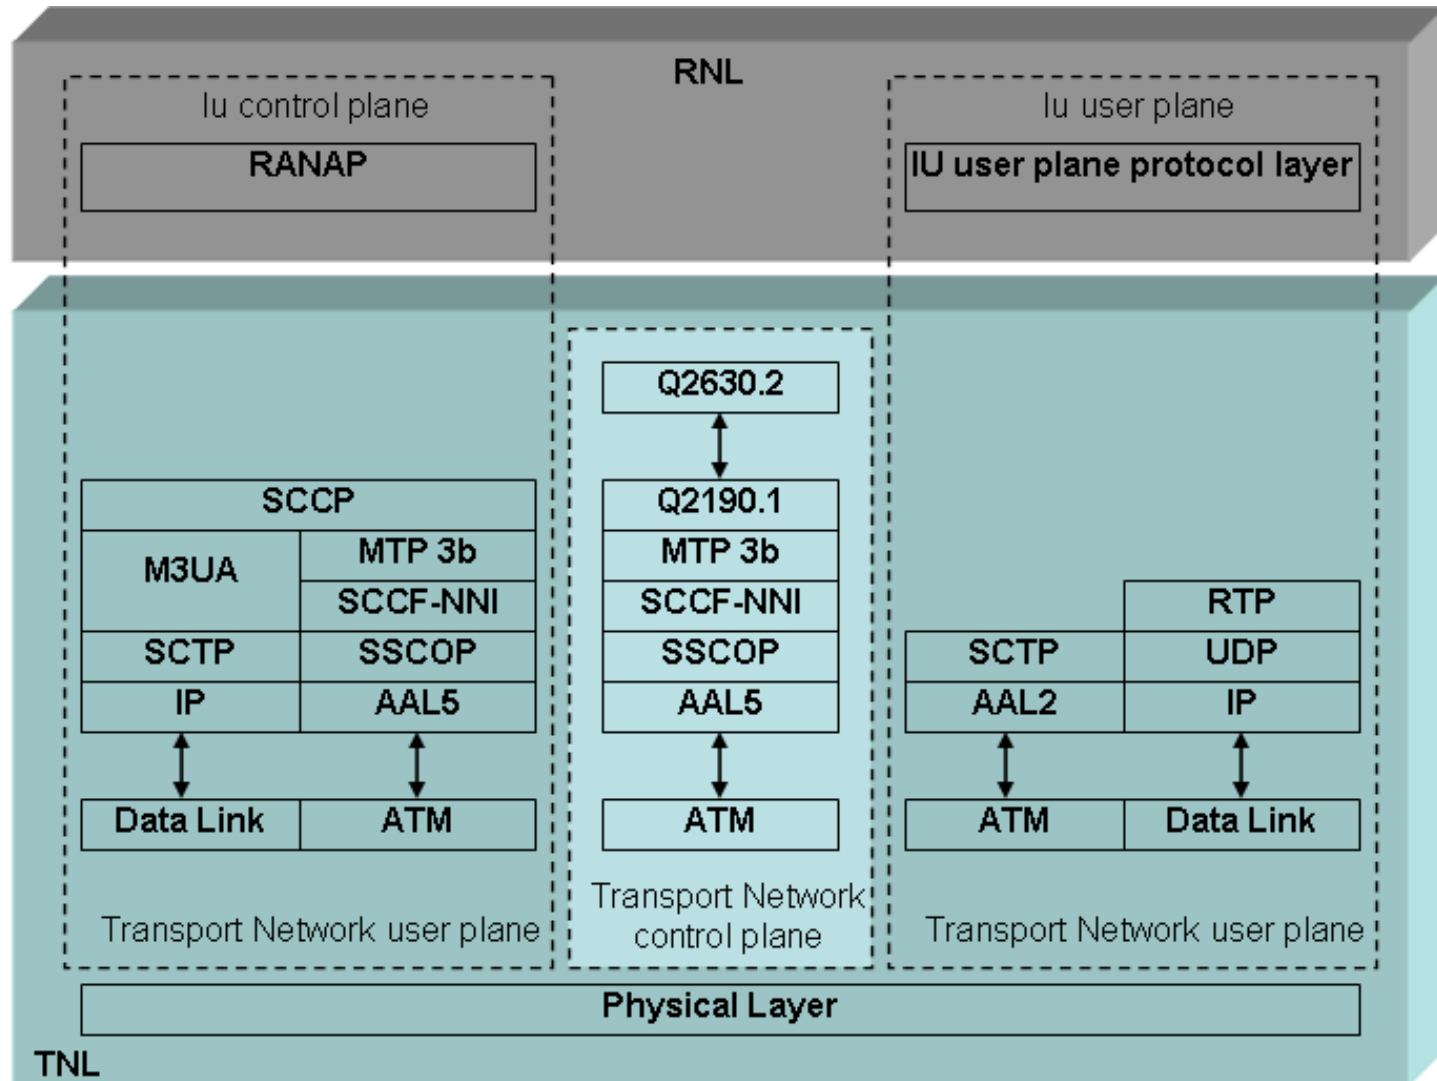 RNL
Iu control plane
RANAP
Iu user plane
IU user plane protocol layer
Q2630.2
SCCP
M3UA
MTP 3b
SCCF-NNI
SCTP
SSCOP
IP
AAL5
Data Link
ATM
Transport Network user plane
Q2190.1
MTP 3b
SCCF-NNI
SSCOP
AAL5
ATM
Transport Network
control plane
RTP
SCTP
UDP
AAL2
IP
ATM
Data Link
Transport Network user plane
Physical Layer
TNL